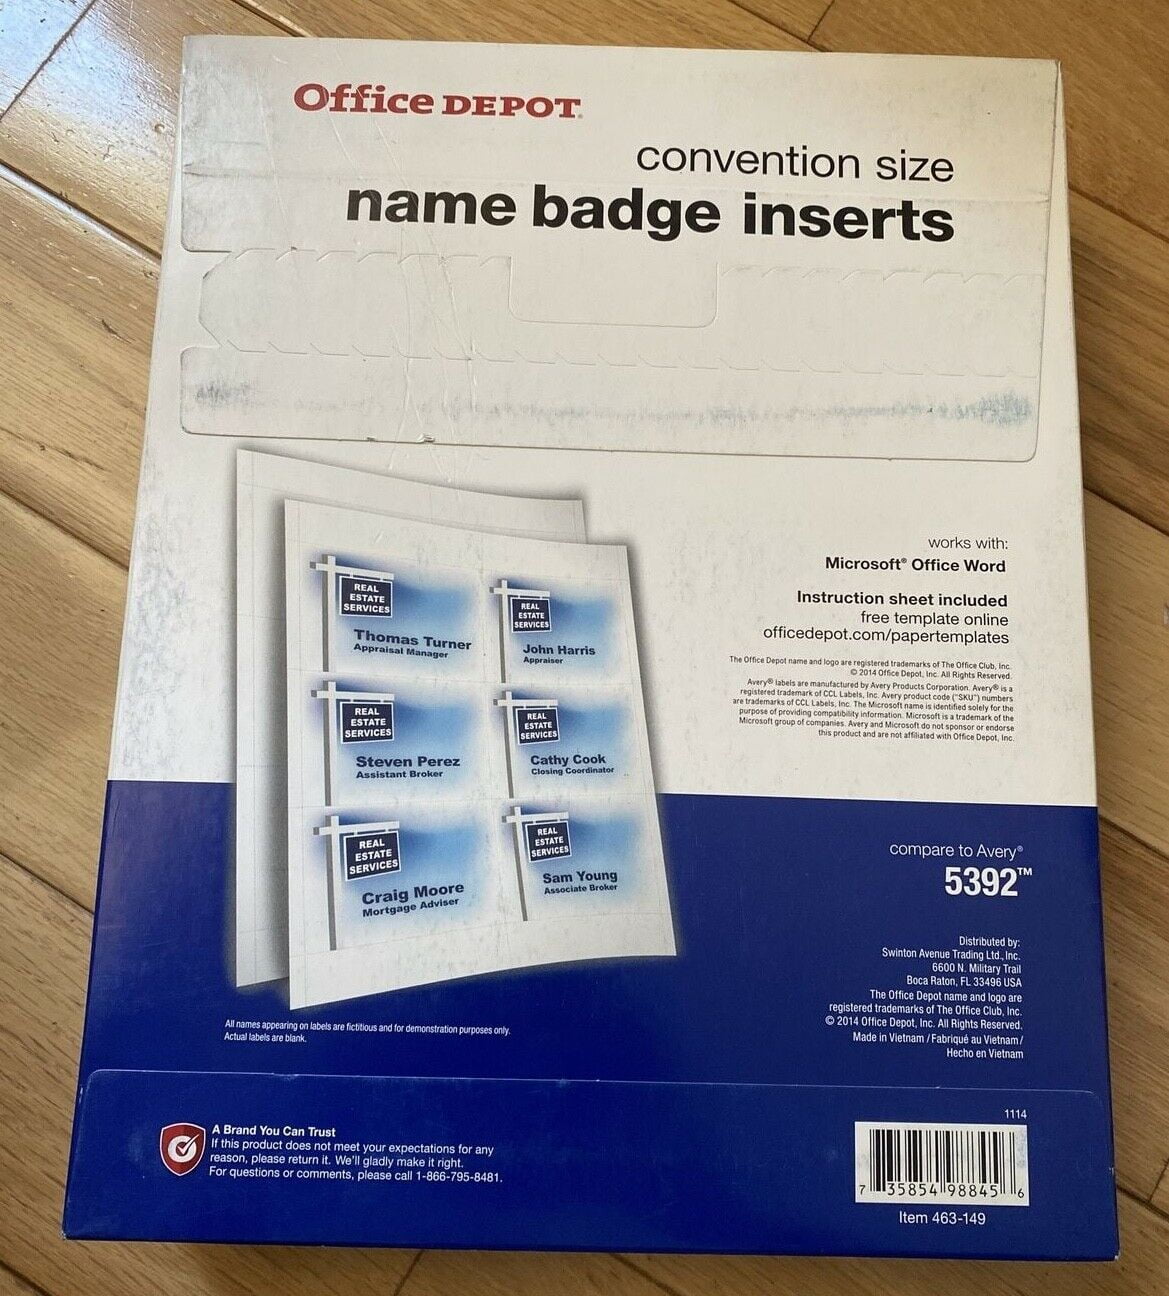 Office DEPOT
convention size
name badge inserts
works with:
Microsoft® Office Word
Instruction sheet included
free template online
officedepot.com/papertemplates
The Office Depot name and logo are registered trademarks of The Office Club, Inc.
© 2014 Office Depot, Inc. All Rights Reserved.
Avery® labels are manufactured by Avery Products Corporation. Avery® is a
registered trademark of CCL Labels, Inc. Avery product code ("SKU") numbers
are trademarks of CCL Labels, Inc. The Microsoft name is identified solely for the
purpose of providing compatibility information. Microsoft is a trademark of the
Microsoft group of companies. Avery and Microsoft do not sponsor or endorse
this product and are not affiliated with Office Depot, Inc.
REAL
ESTATE
SERVICES
Thomas Turner
Appraisal Manager
REAL
ESTATE
SERVICES
John Harris
Appraiser
REAL
ESTATE
SERVICES
Steven Perez
Assistant Broker
REAL
ESTATE
SERVICES
Cathy Cook
Closing Coordinator
REAL
ESTATE
SERVICES
Craig Moore
Mortgage Adviser
REAL
ESTATE
SERVICES
Sam Young
Associate Broker
compare to Avery®
5392™
Distributed by:
Swinton Avenue Trading Ltd., Inc.
6600 N. Military Trail
Boca Raton, FL 33496 USA
The Office Depot name and logo are
registered trademarks of The Office Club, Inc.
© 2014 Office Depot, Inc. All Rights Reserved.
Made in Vietnam / Fabriqué au Vietnam /
Hecho en Vietnam
All names appearing on labels are fictitious and for demonstration purposes only.
Actual labels are blank.
A Brand You Can Trust
If this product does not meet your expectations for any
reason, please return it. We'll gladly make it right.
For questions or comments, please call 1-866-795-8481.
1114
7 35854 98845 6
Item 463-149